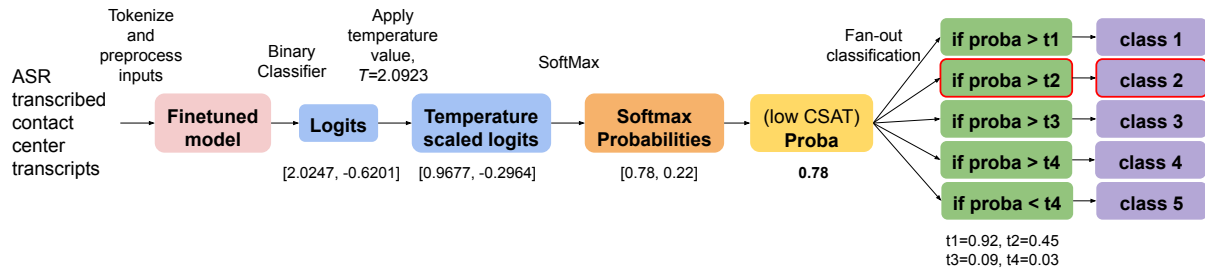 ASR
transcribed
contact
center
transcripts
Tokenize
and
preprocess
inputs
Finetuned
model
Binary
Classifier
Logits
[2.0247, -0.6201]
Apply
temperature
value,
T=2.0923
Temperature
scaled logits
[0.9677, -0.2964]
SoftMax
Softmax
Probabilities
[0.78, 0.22]
(low CSAT)
Proba
0.78
Fan-out
classification
if proba > t1
class 1
if proba > t2
class 2
if proba > t3
class 3
if proba > t4
class 4
if proba < t4
class 5
t1=0.92, t2=0.45
t3=0.09, t4=0.03